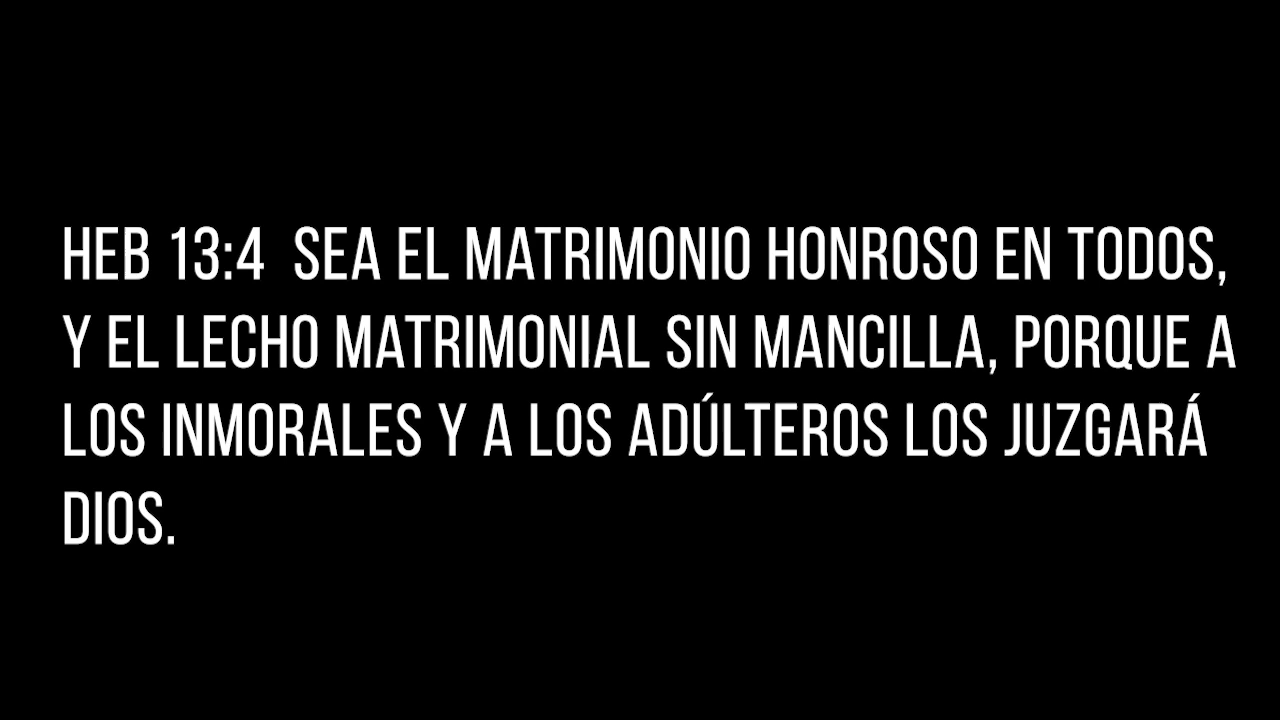 HEB 13:4  SEA EL MATRIMONIO HONROSO EN TODOS,
Y EL LECHO MATRIMONIAL SIN MANCILLA, PORQUE A
LOS INMORALES Y A LOS ADÚLTEROS LOS JUZGARÁ
DIOS.